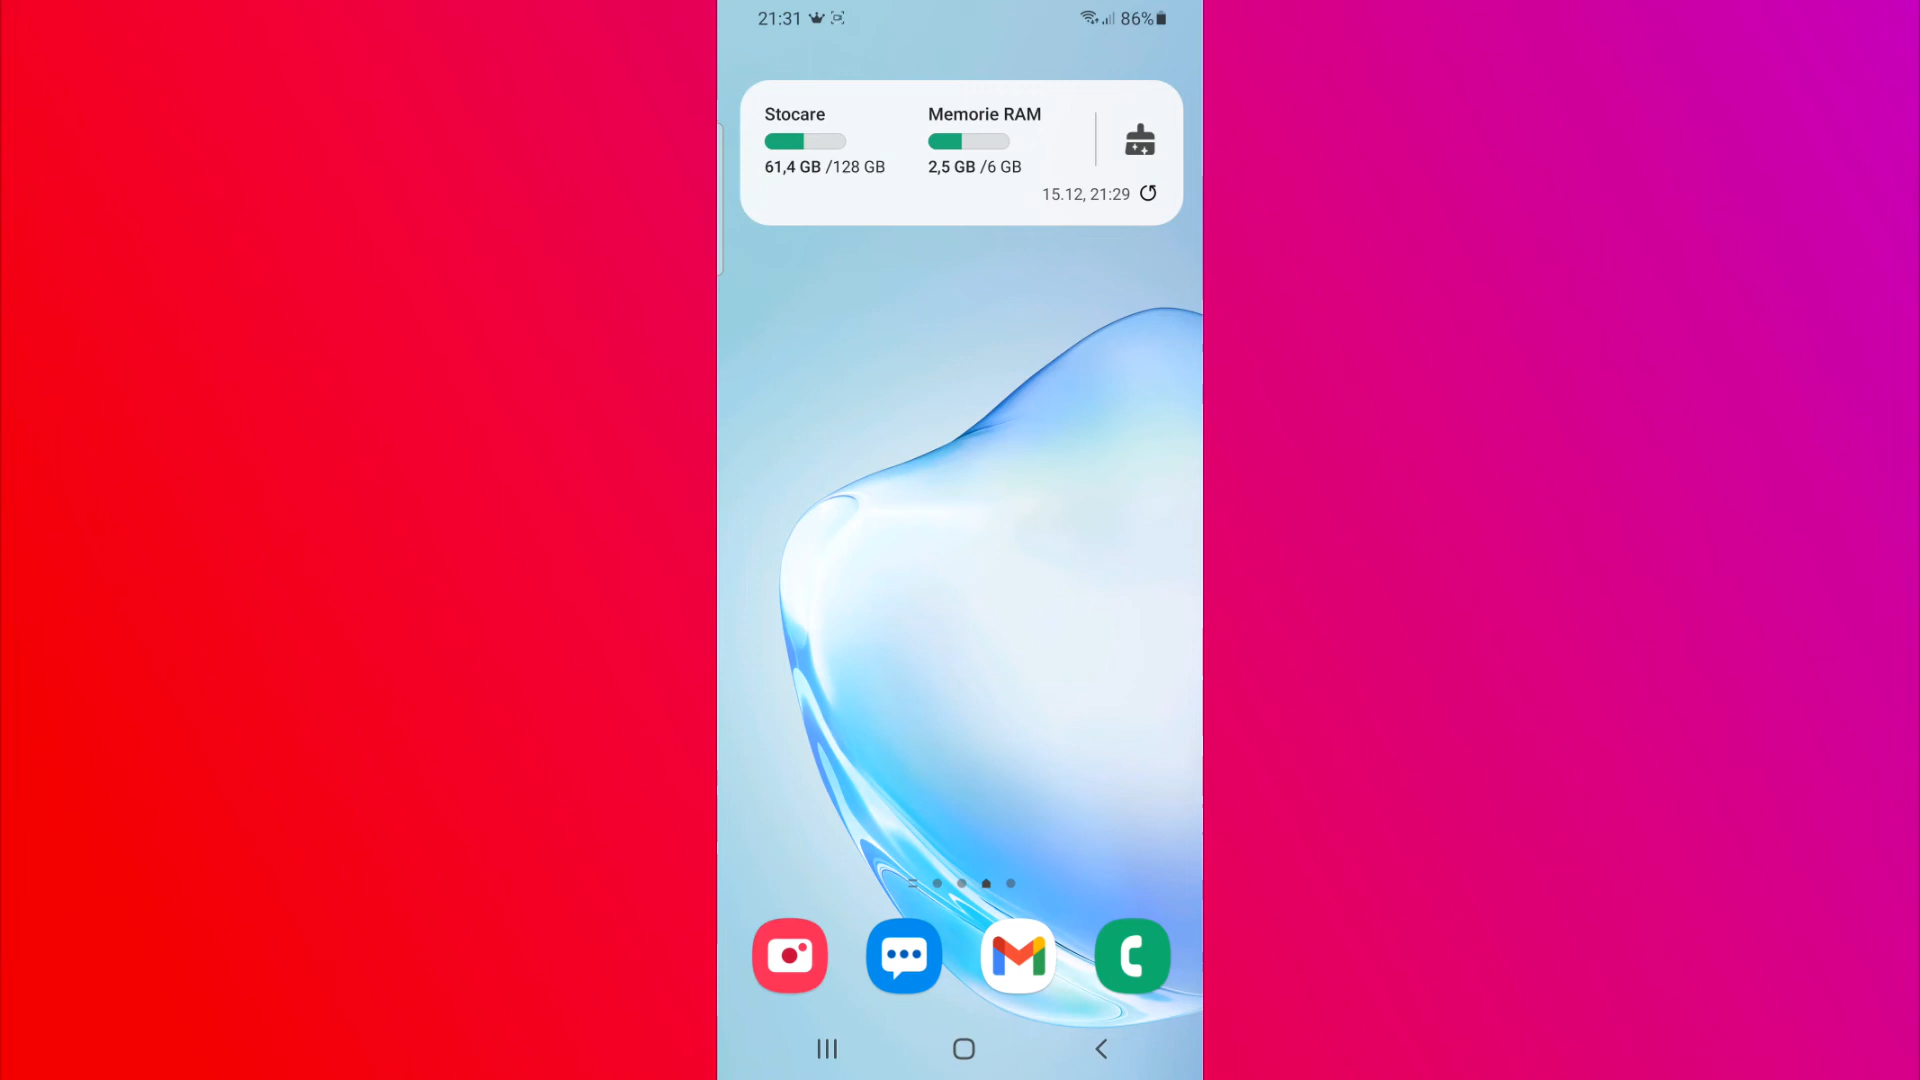 21:31 86%
Stocare Memorie RAM
61,4 GB /128 GB 2,5 GB /6 GB
15.12, 21:29